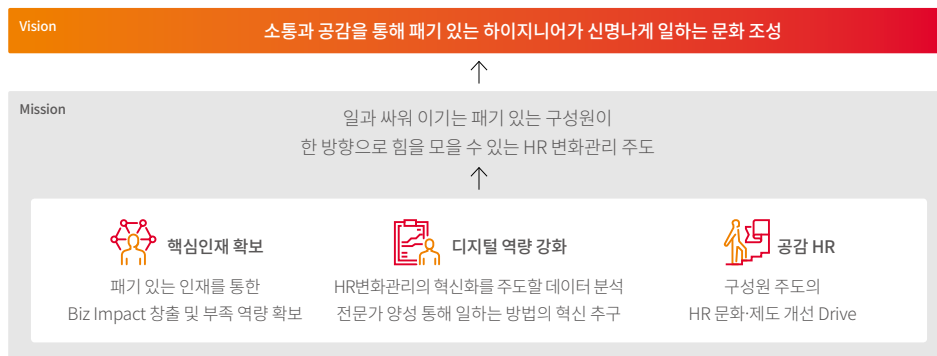 Vision
소통과 공감을 통해 패기 있는 하이지니어가 신명나게 일하는 문화 조성
Mission
일과 싸워 이기는 패기 있는 구성원이
한 방향으로 힘을 모을 수 있는 HR 변화관리 주도
핵심인재 확보
패기 있는 인재를 통한
Biz Impact 창출 및 부족 역량 확보
디지털 역량 강화
HR변화관리의 혁신화를 주도할 데이터 분석
전문가 양성 통해 일하는 방법의 혁신 추구
공감 HR
구성원 주도의
HR 문화·제도 개선 Drive